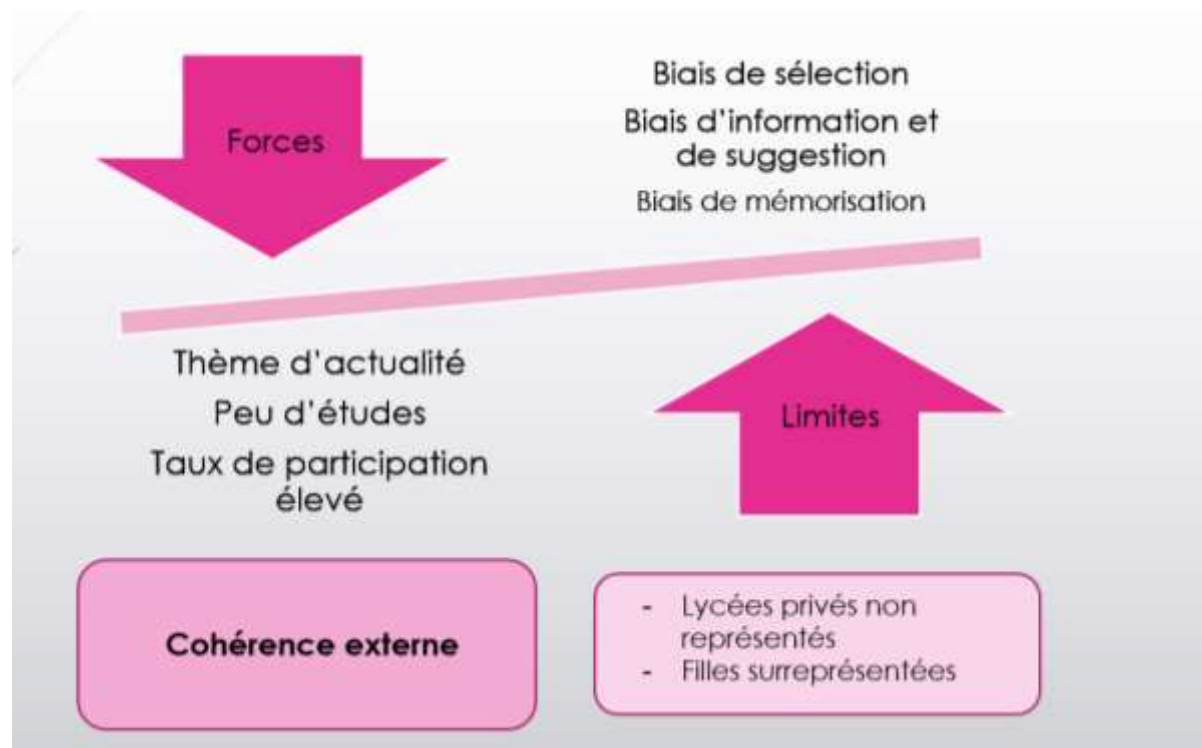 Forces
Thème d'actualité
Peu d'études
Taux de participation
élevé
Biais de sélection
Biais d'information et
de suggestion
Biais de mémorisation
Limites
Cohérence externe
- Lycées privés non
représentés
- Filles surreprésentées